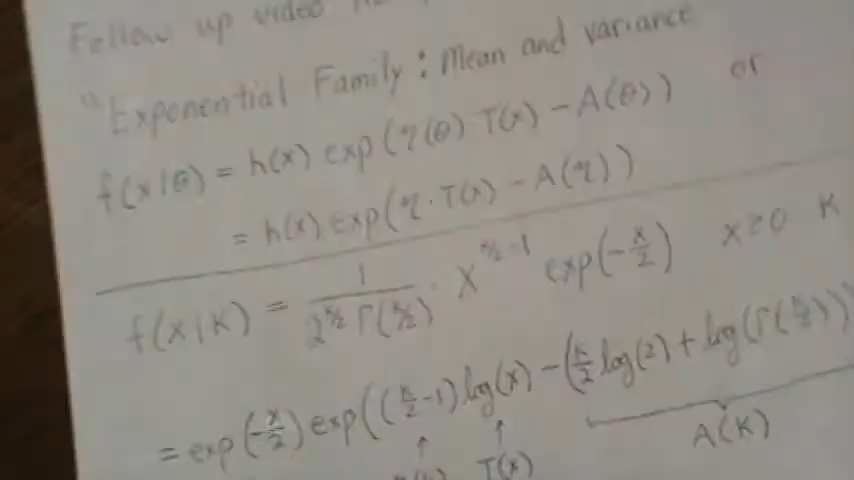 Follow up video
"Exponential Family: Mean and variance
f(x|θ) = h(x) exp(η(θ)·T(x) − A(θ)) or
= h(x) exp(η·T(x) − A(η))
f(x|K) = 1/(2^(K/2) Γ(K/2)) · x^(K/2 −1) exp(−x/2) x≥0 K
= exp(−x/2) exp((K/2 −1) log(x) − (K/2 log(2) + log(Γ(K/2)))
↑ ↑ A(K)
T(x)